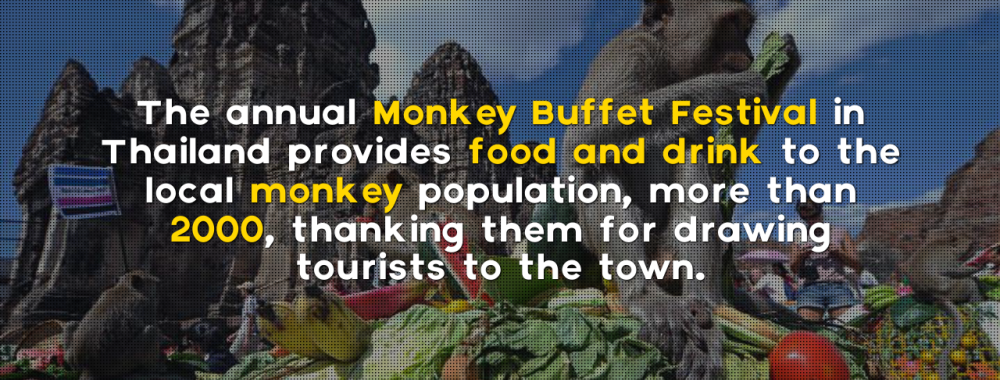 The annual Monkey Buffet Festival in
Thailand provides food and drink to the
local monkey population, more than
2000, thanking them for drawing
tourists to the town.